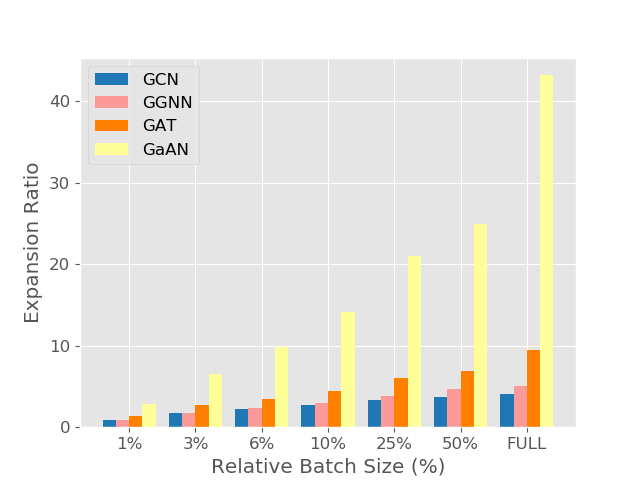 GCN
GGNN
GAT
GaAN
Expansion Ratio
40
30
20
10
0
1% 3% 6% 10% 25% 50% FULL
Relative Batch Size (%)